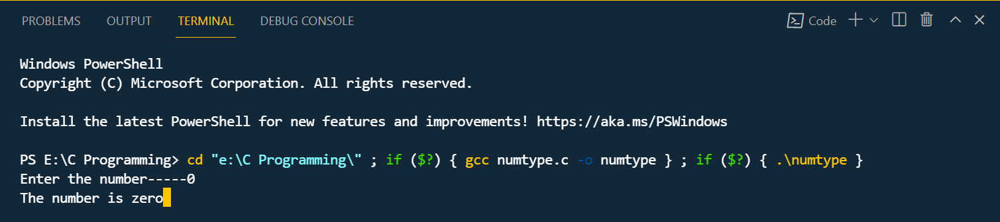 PROBLEMS OUTPUT TERMINAL DEBUG CONSOLE Code
Windows PowerShell
Copyright (C) Microsoft Corporation. All rights reserved.
Install the latest PowerShell for new features and improvements! https://aka.ms/PSWindows
PS E:\C Programming> cd "e:\C Programming\" ; if ($?) { gcc numtype.c -o numtype } ; if ($?) { .\numtype }
Enter the number-----0
The number is zero